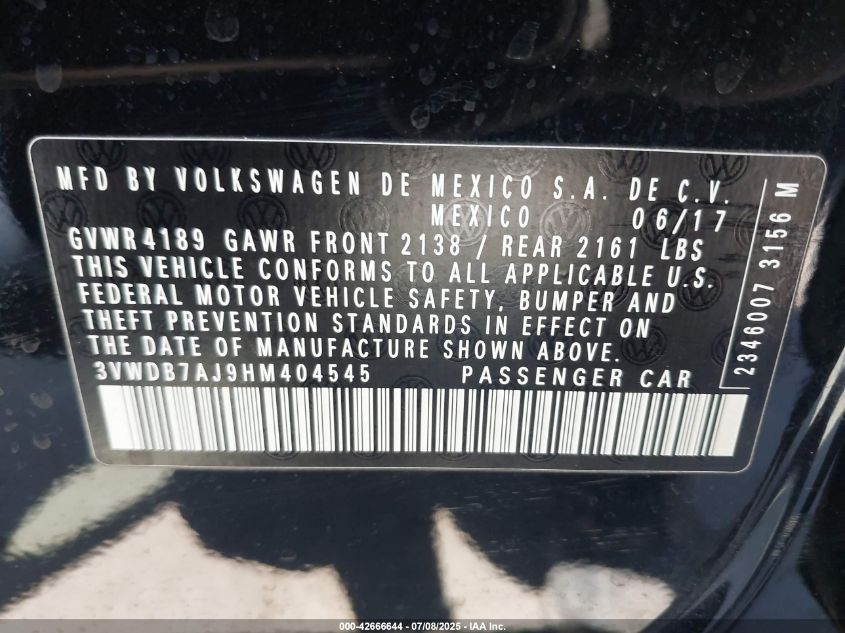 MFD BY VOLKSWAGEN DE MEXICO S.A. DE C.V.
MEXICO 06/17
GVWR 4189 GAWR FRONT 2138 / REAR 2161 LBS
THIS VEHICLE CONFORMS TO ALL APPLICABLE U.S.
FEDERAL MOTOR VEHICLE SAFETY, BUMPER AND
THEFT PREVENTION STANDARDS IN EFFECT ON
THE DATE OF MANUFACTURE SHOWN ABOVE.
3VWDB7AJ9HM404545 PASSENGER CAR
2346007 3156 M
000-42666644 / 07/08/2025 - IAA Inc.